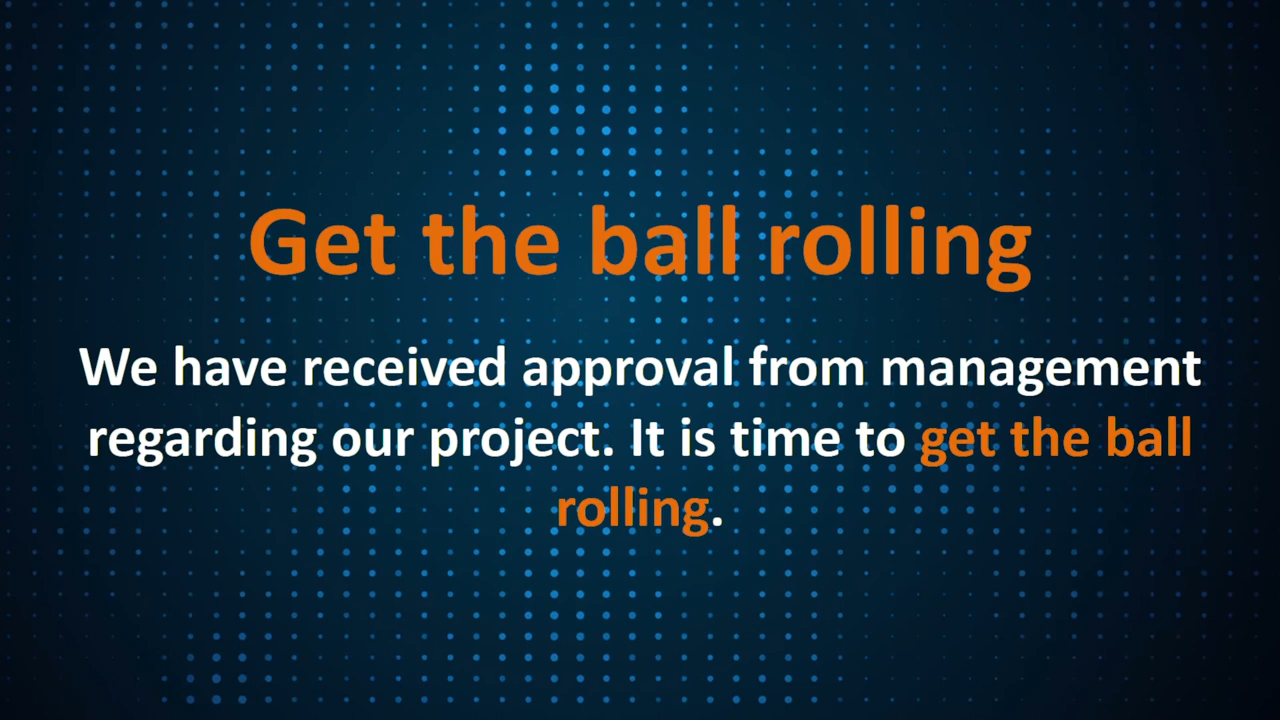 Get the ball rolling
We have received approval from management
regarding our project. It is time to get the ball
rolling.